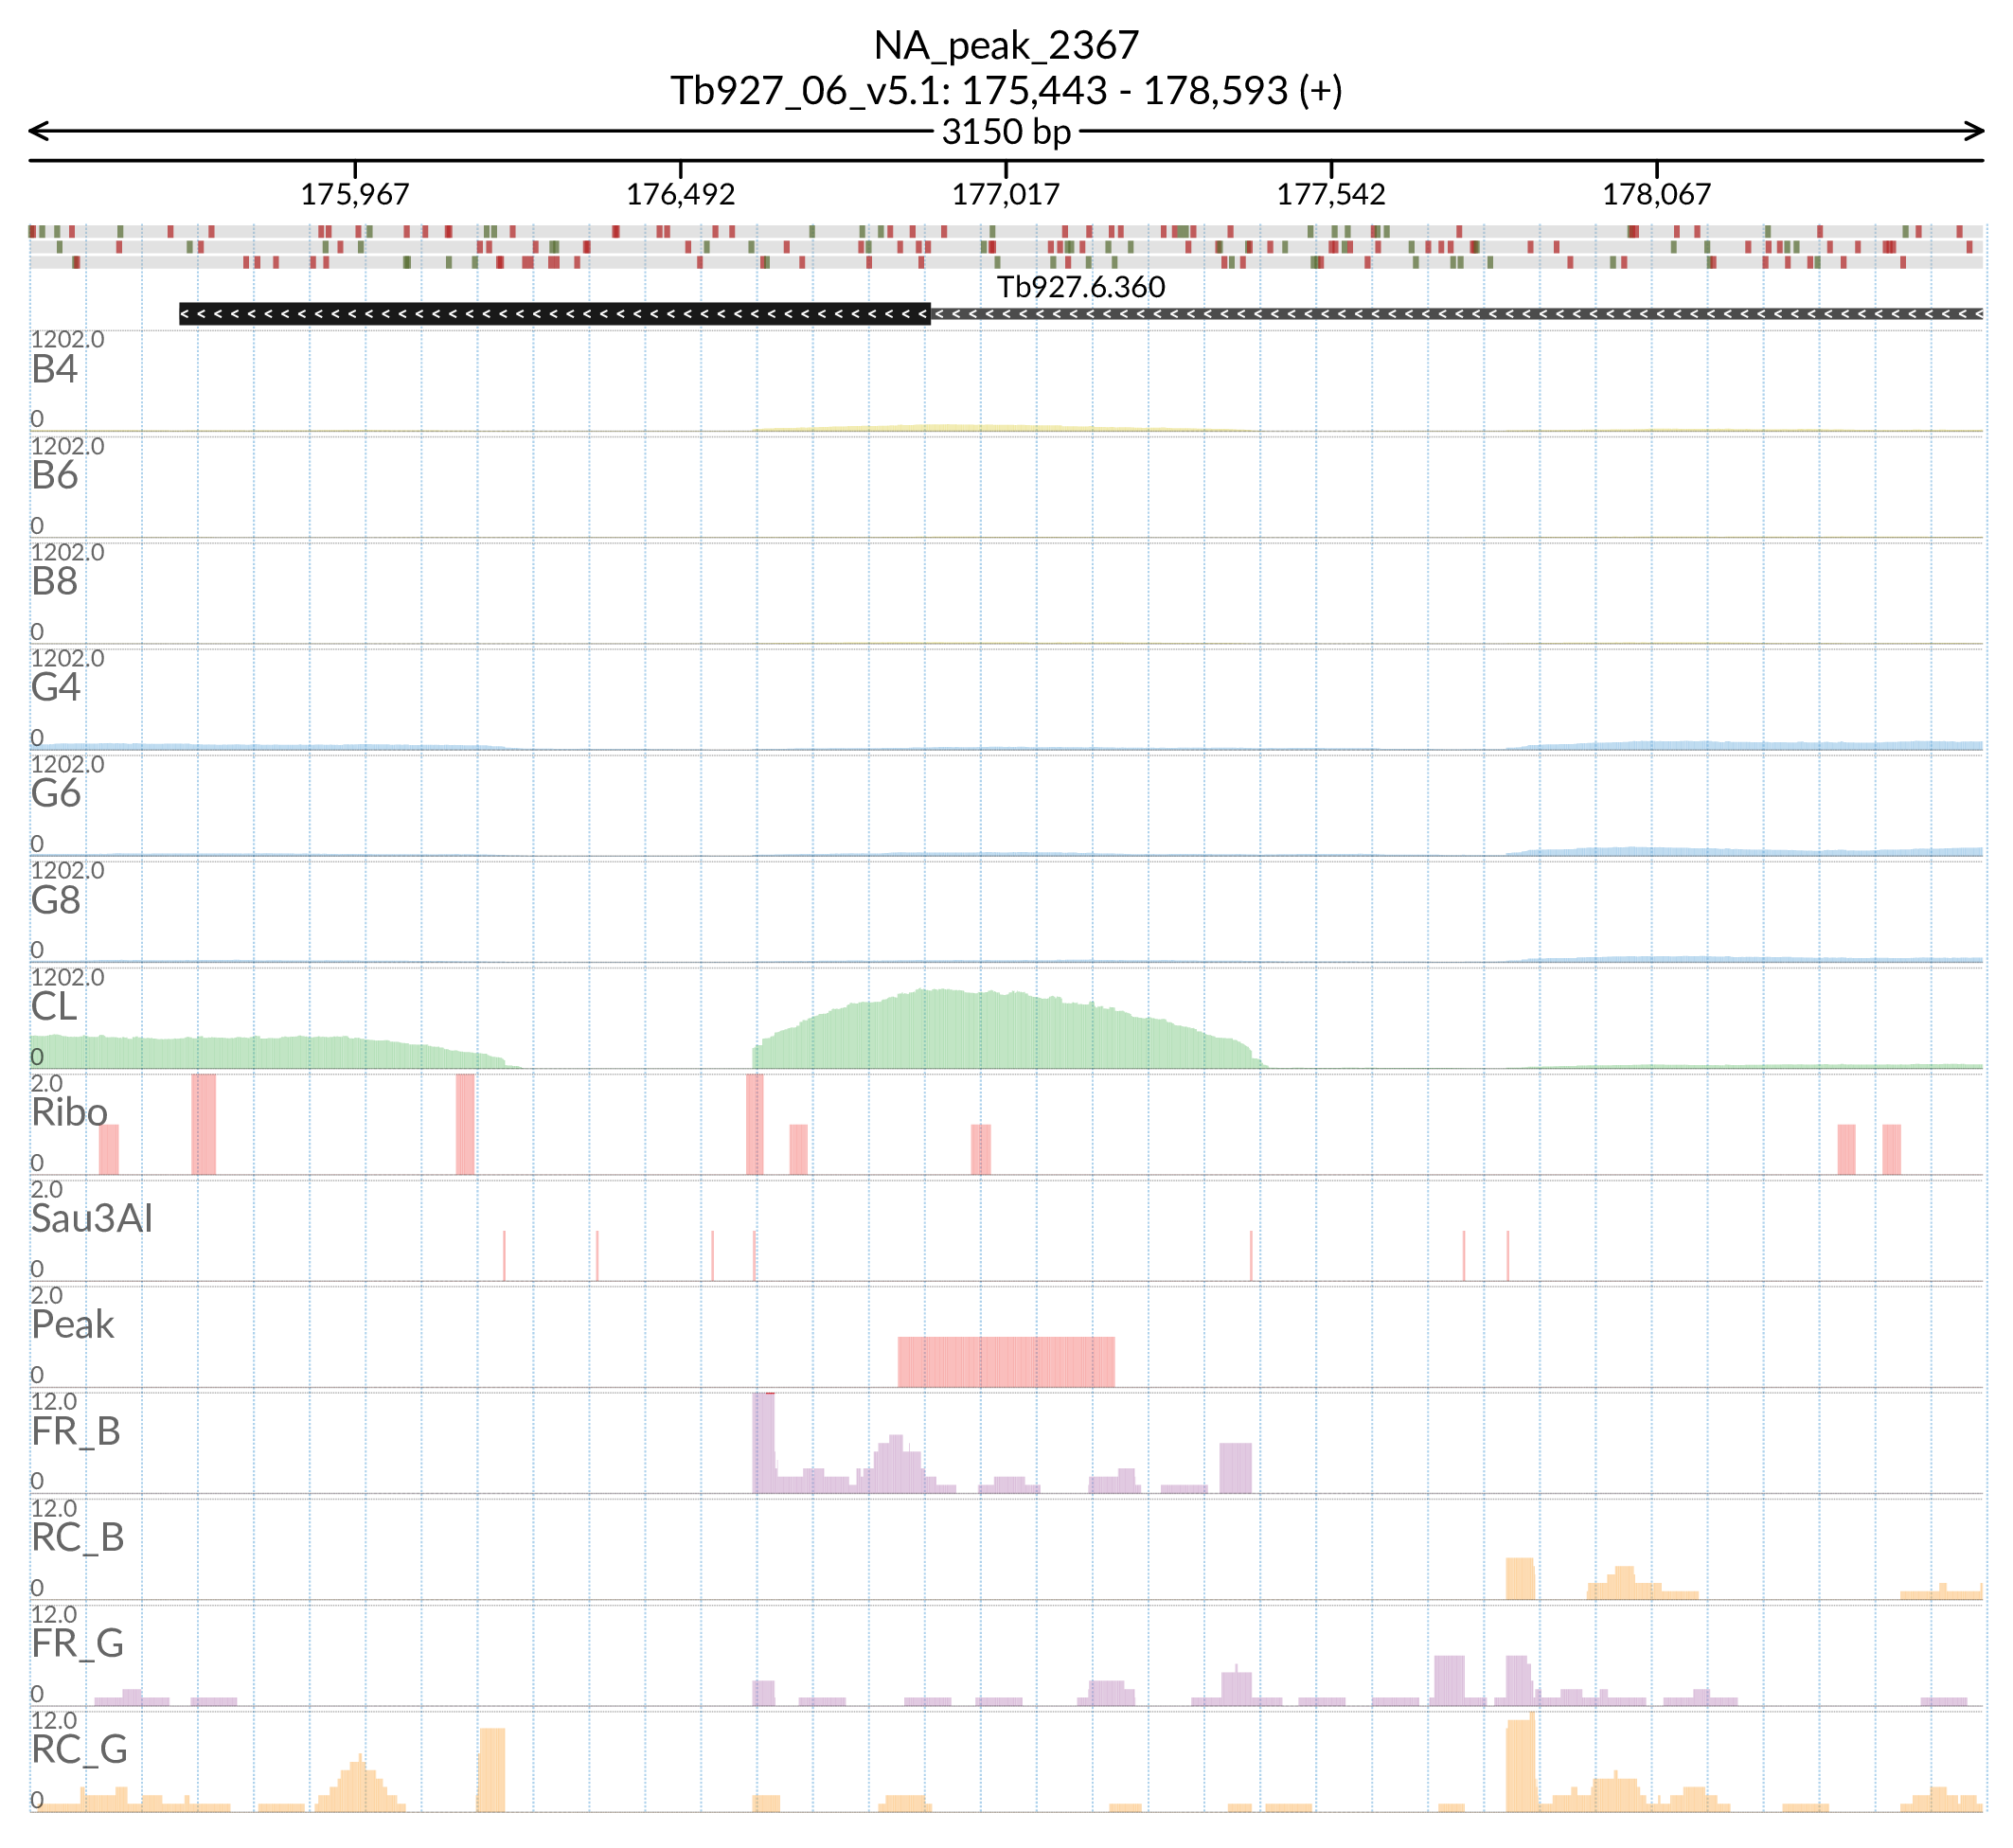 NA_peak_2367
Tb927_06_v5.1: 175,443 - 178,593 (+)
3150 bp
175,967 176,492 177,017 177,542 178,067
Tb927.6.360
1202.0
B4
0
1202.0
B6
0
1202.0
B8
0
1202.0
G4
0
1202.0
G6
0
1202.0
G8
0
1202.0
CL
0
2.0
Ribo
0
2.0
Sau3AI
0
2.0
Peak
0
12.0
FR_B
0
12.0
RC_B
0
12.0
FR_G
0
12.0
RC_G
0